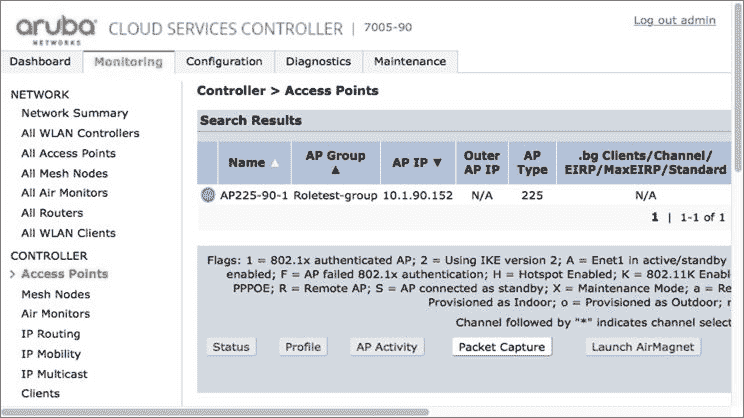 aruba NETWORKS CLOUD SERVICES CONTROLLER | 7005-90 Log out admin
Dashboard Monitoring Configuration Diagnostics Maintenance
NETWORK
Network Summary
All WLAN Controllers
All Access Points
All Mesh Nodes
All Air Monitors
All Routers
All WLAN Clients
CONTROLLER
> Access Points
Mesh Nodes
Air Monitors
IP Routing
IP Mobility
IP Multicast
Clients
Controller > Access Points
Search Results
Name ▲ AP Group ▲ AP IP ▼ Outer AP IP AP Type .bg Clients/Channel/ EIRP/MaxEIRP/Standard
AP225-90-1 Roletest-group 10.1.90.152 N/A 225 N/A
1 | 1-1 of 1
Flags: 1 = 802.1x authenticated AP; 2 = Using IKE version 2; A = Enet1 in active/standby
enabled; F = AP failed 802.1x authentication; H = Hotspot Enabled; K = 802.11K Enabl
PPPOE; R = Remote AP; S = AP connected as standby; X = Maintenance Mode; a = Re
Provisioned as Indoor; o = Provisioned as Outdoor; r
Channel followed by "*" indicates channel select
Status Profile AP Activity Packet Capture Launch AirMagnet